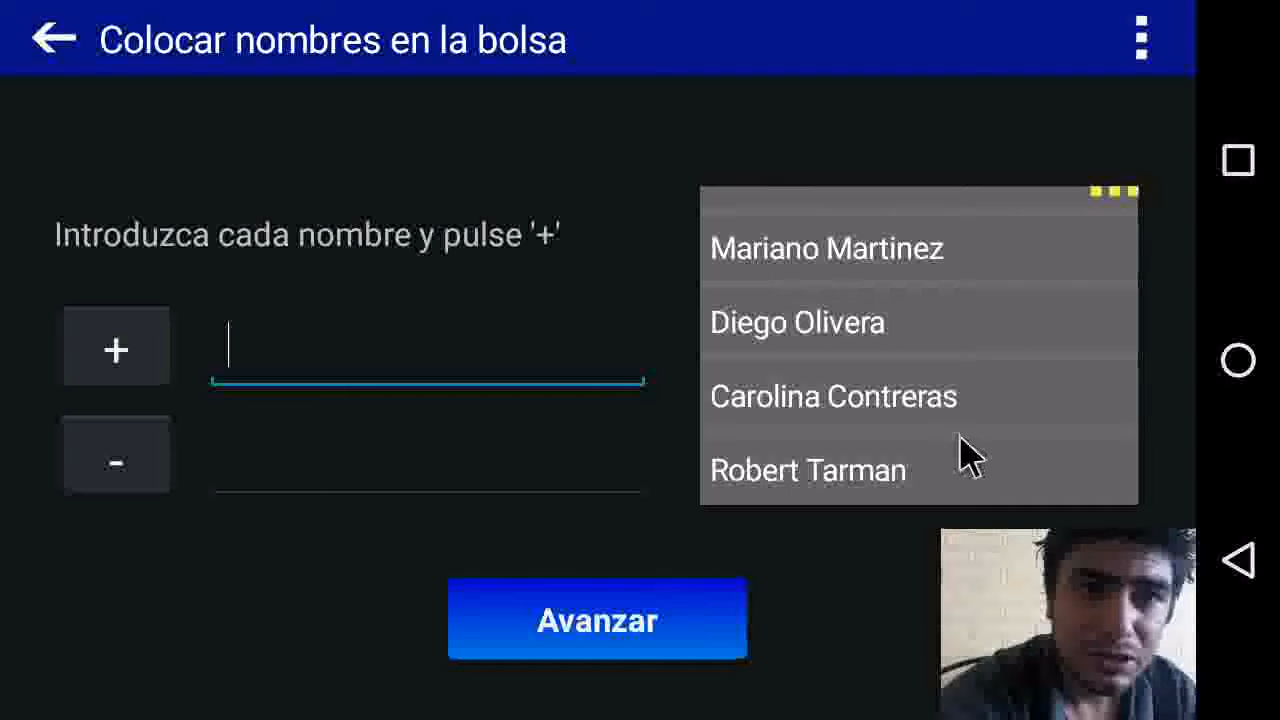 Colocar nombres en la bolsa
Introduzca cada nombre y pulse '+'
+
-
Mariano Martinez
Diego Olivera
Carolina Contreras
Robert Tarman
Avanzar